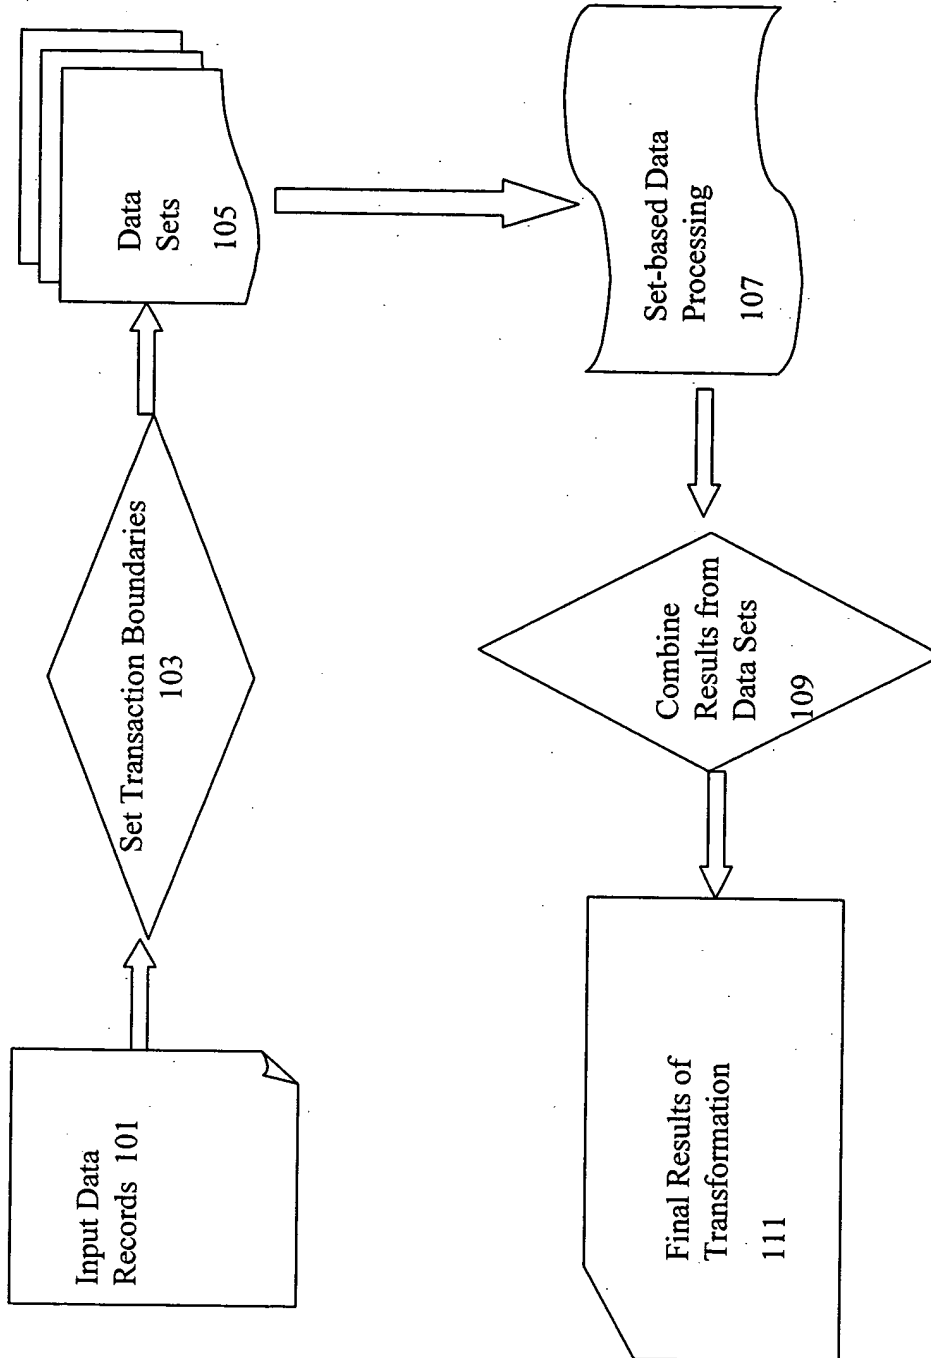 Input Data
Records 101
Set Transaction Boundaries
103
Data
Sets
105
Set-based Data
Processing
107
Combine
Results from
Data Sets
109
Final Results of
Transformation
111